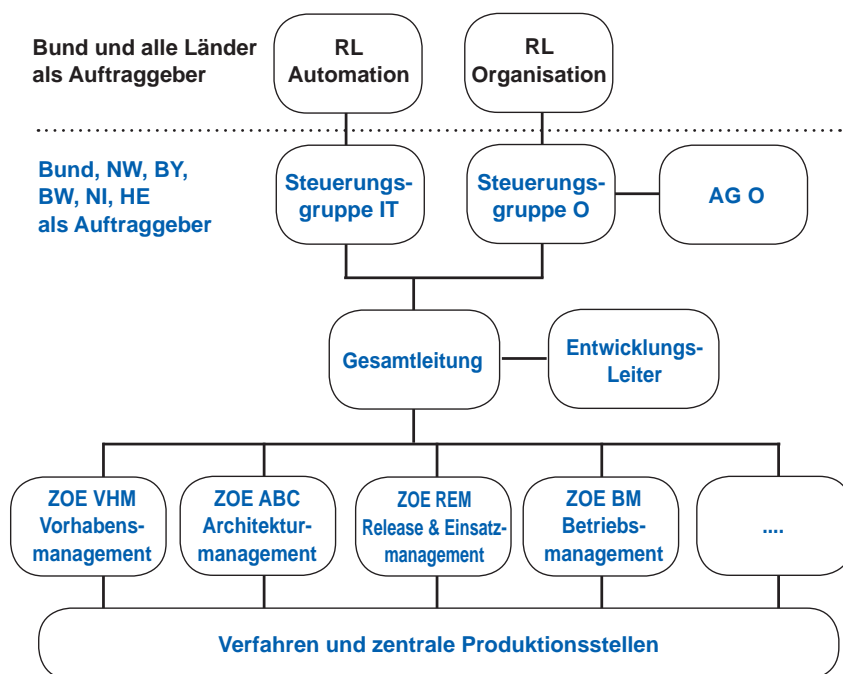 Bund und alle Länder
als Auftraggeber
RL
Automation
RL
Organisation
Bund, NW, BY,
BW, NI, HE
als Auftraggeber
Steuerungs-
gruppe IT
Steuerungs-
gruppe O
AG O
Gesamtleitung
Entwicklungs-
Leiter
ZOE VHM
Vorhabens-
management
ZOE ABC
Architektur-
management
ZOE REM
Release & Einsatz-
management
ZOE BM
Betriebs-
management
....
Verfahren und zentrale Produktionsstellen